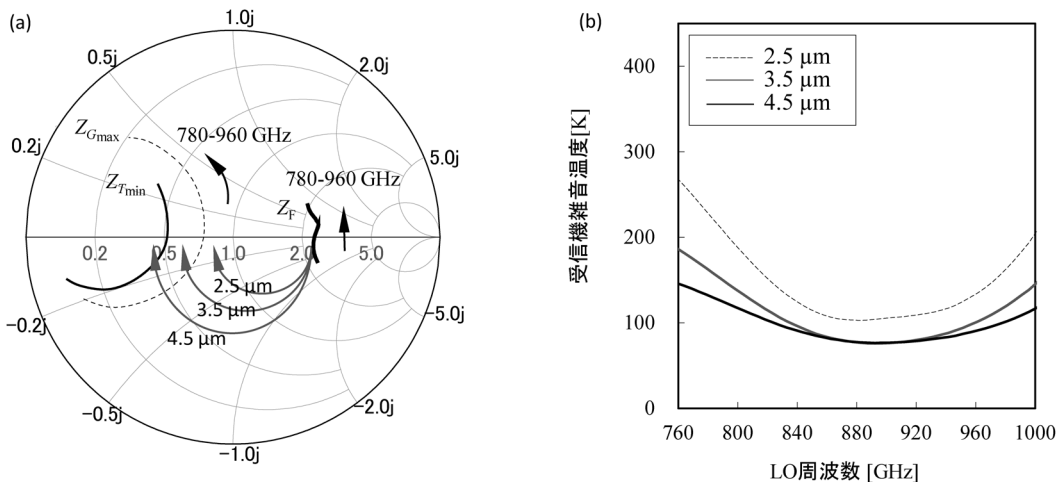 (a)
1.0j
0.5j
2.0j
Z_Gmax
780-960 GHz
0.2j
5.0j
Z_Tmin
780-960 GHz
Z_F
0.2
0.5
1.0
2.0
5.0
2.5 µm
3.5 µm
4.5 µm
−0.2j
−5.0j
−0.5j
−2.0j
−1.0j
(b)
2.5 µm
3.5 µm
4.5 µm
受信機雑音温度[K]
400
300
200
100
0
760
800
840
880
920
960
1000
LO周波数 [GHz]